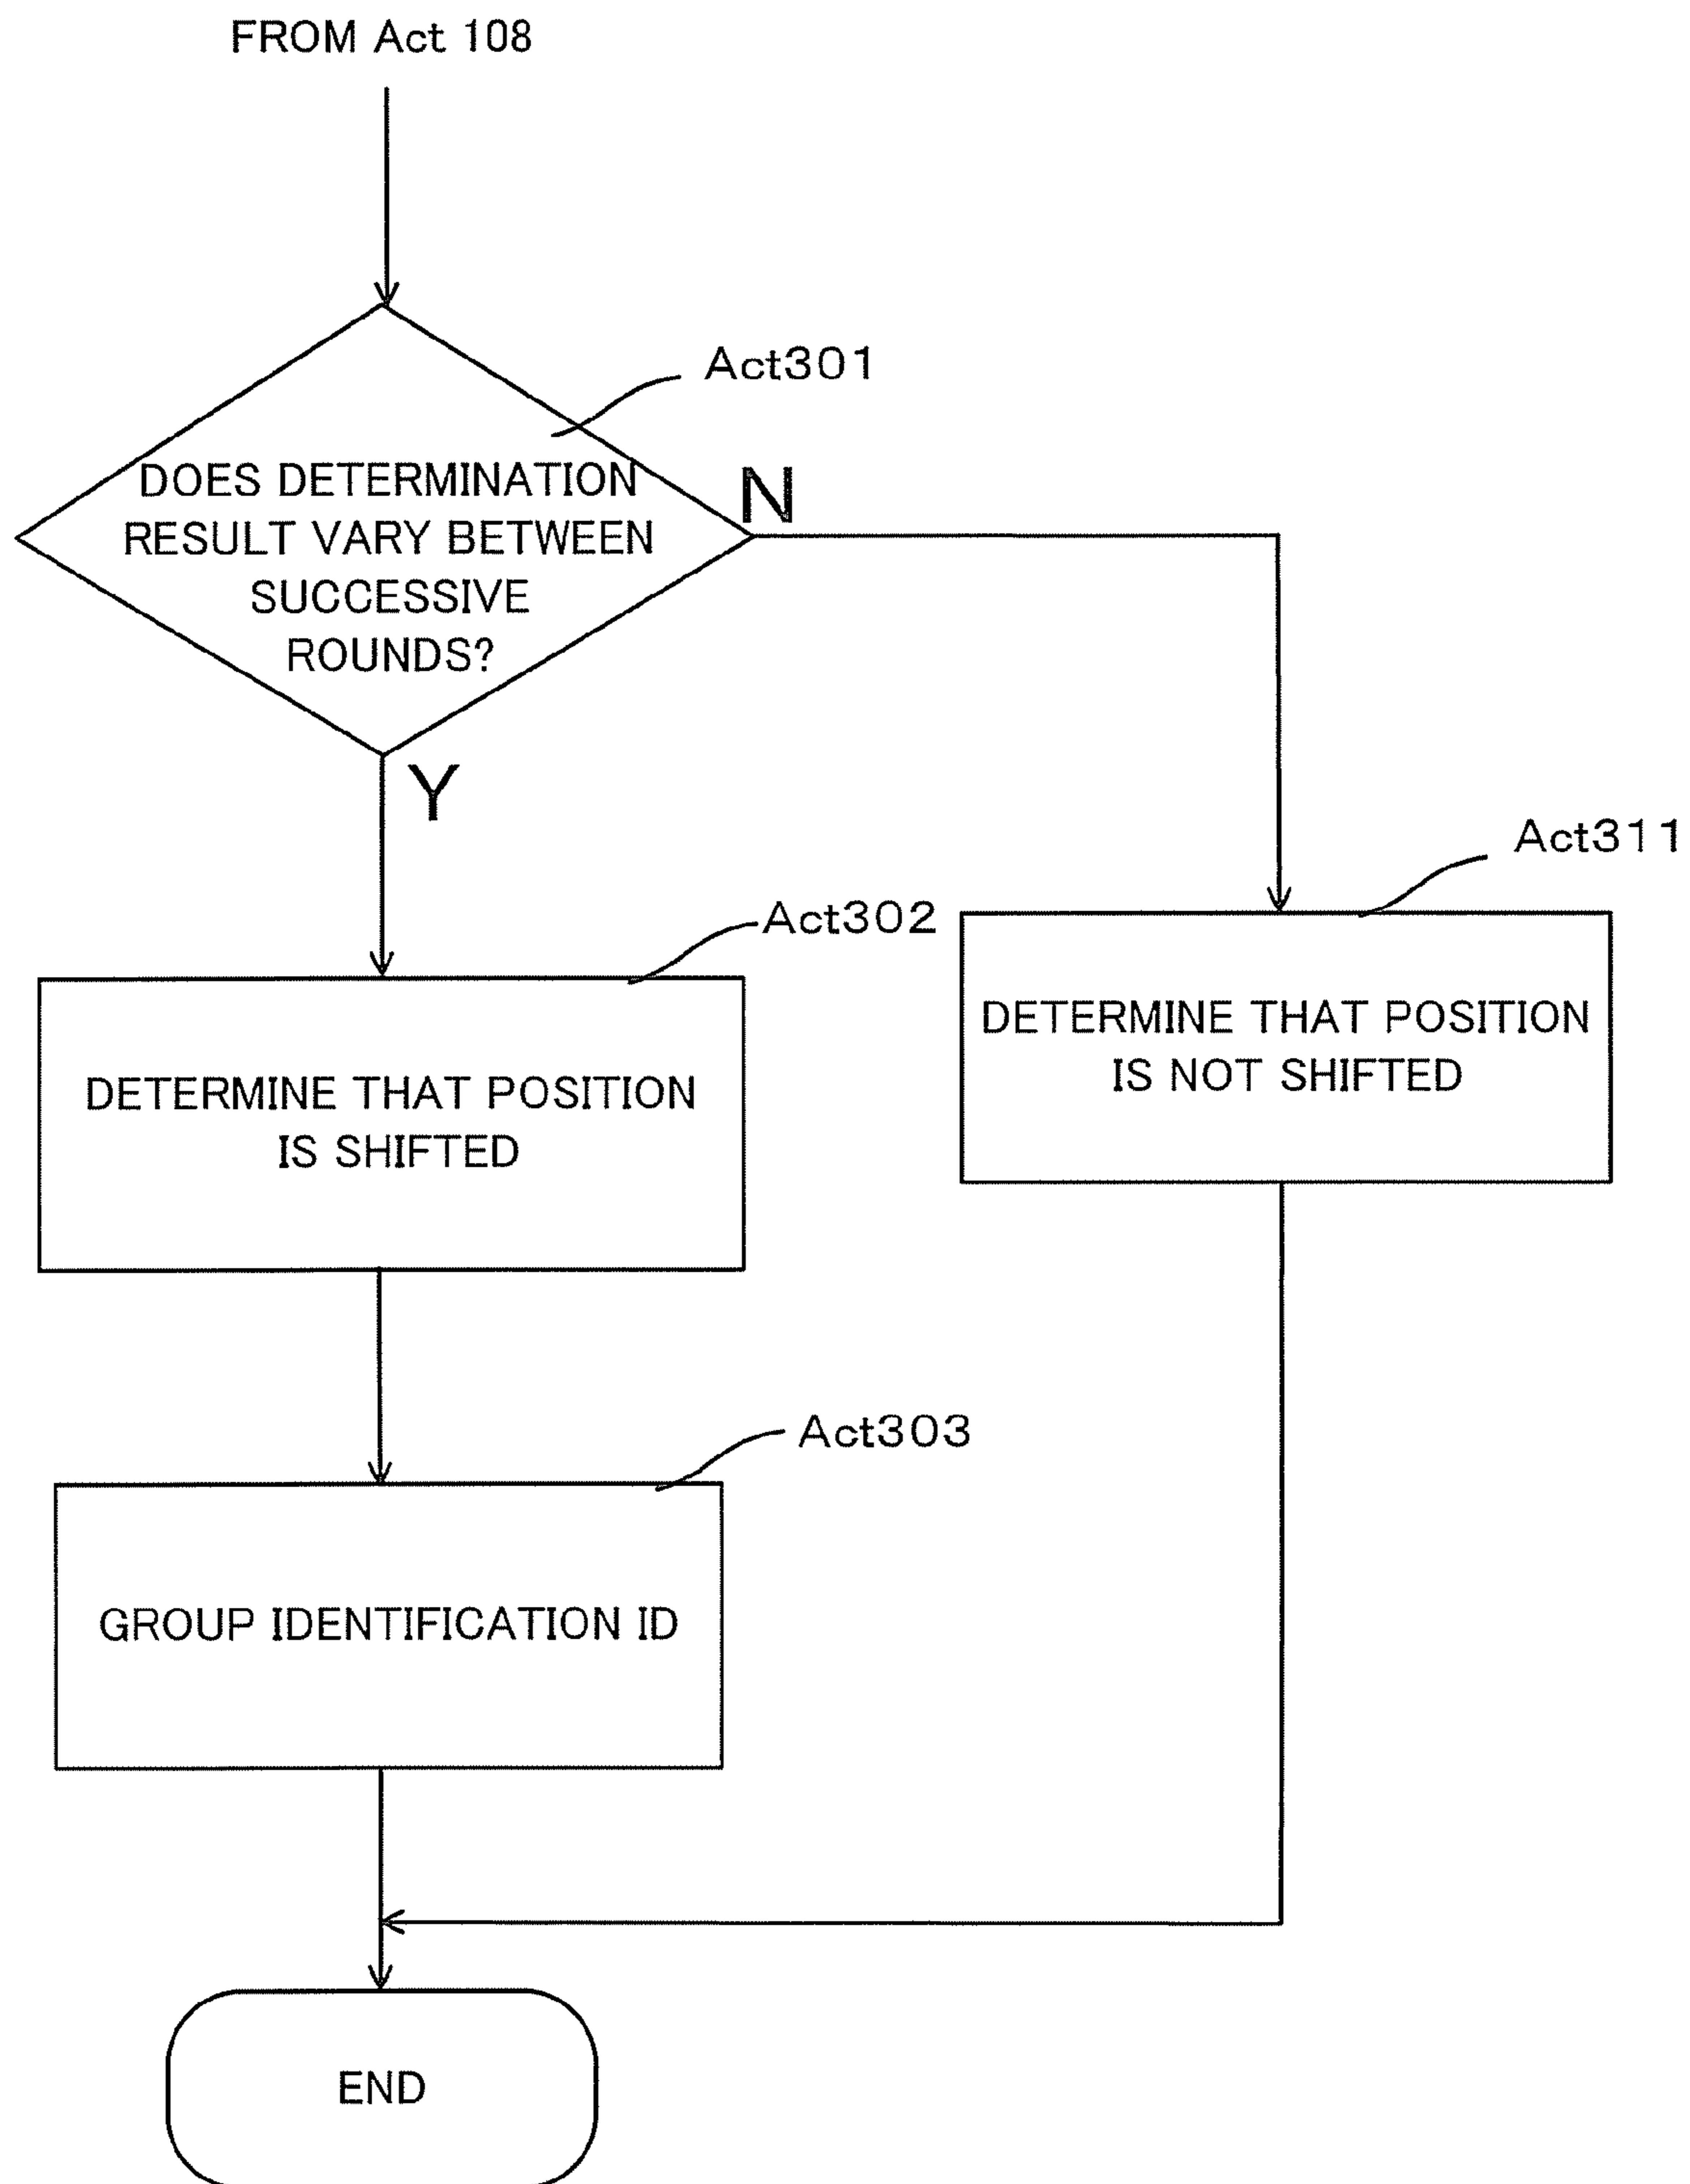 FROM Act 108
Act301
DOES DETERMINATION
RESULT VARY BETWEEN
SUCCESSIVE
ROUNDS?
N
Y
Act311
Act302
DETERMINE THAT POSITION
IS NOT SHIFTED
DETERMINE THAT POSITION
IS SHIFTED
Act303
GROUP IDENTIFICATION ID
END